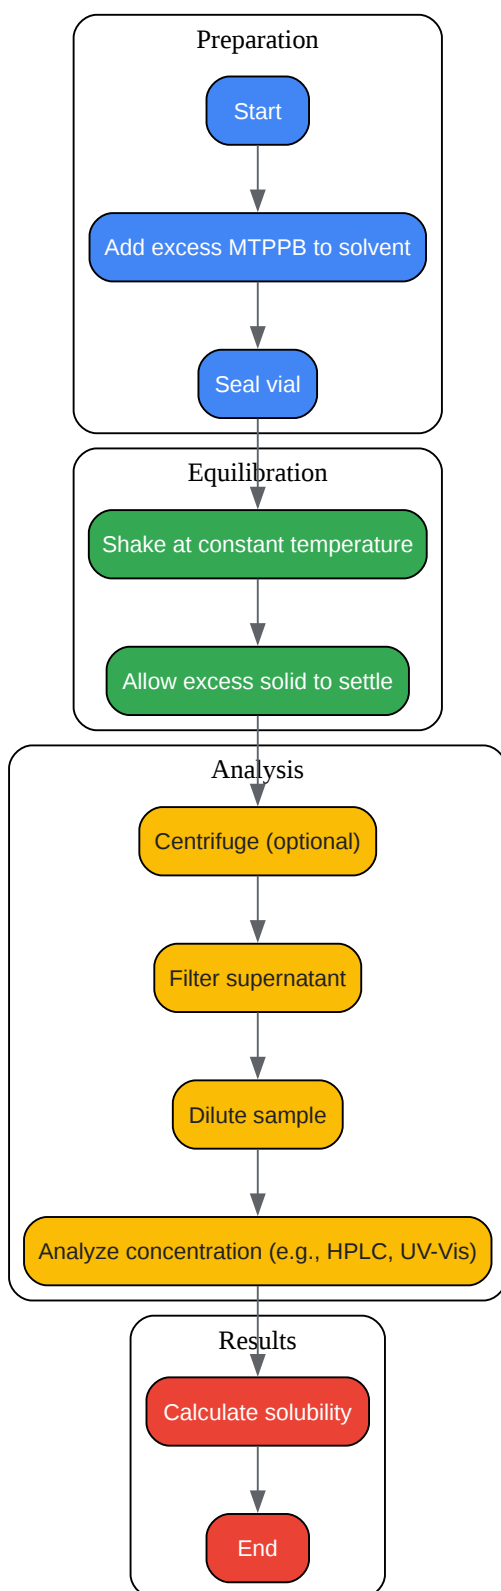 Preparation
Start
Add excess MTPPB to solvent
Seal vial
Equilibration
Shake at constant temperature
Allow excess solid to settle
Analysis
Centrifuge (optional)
Filter supernatant
Dilute sample
Analyze concentration (e.g., HPLC, UV-Vis)
Results
Calculate solubility
End